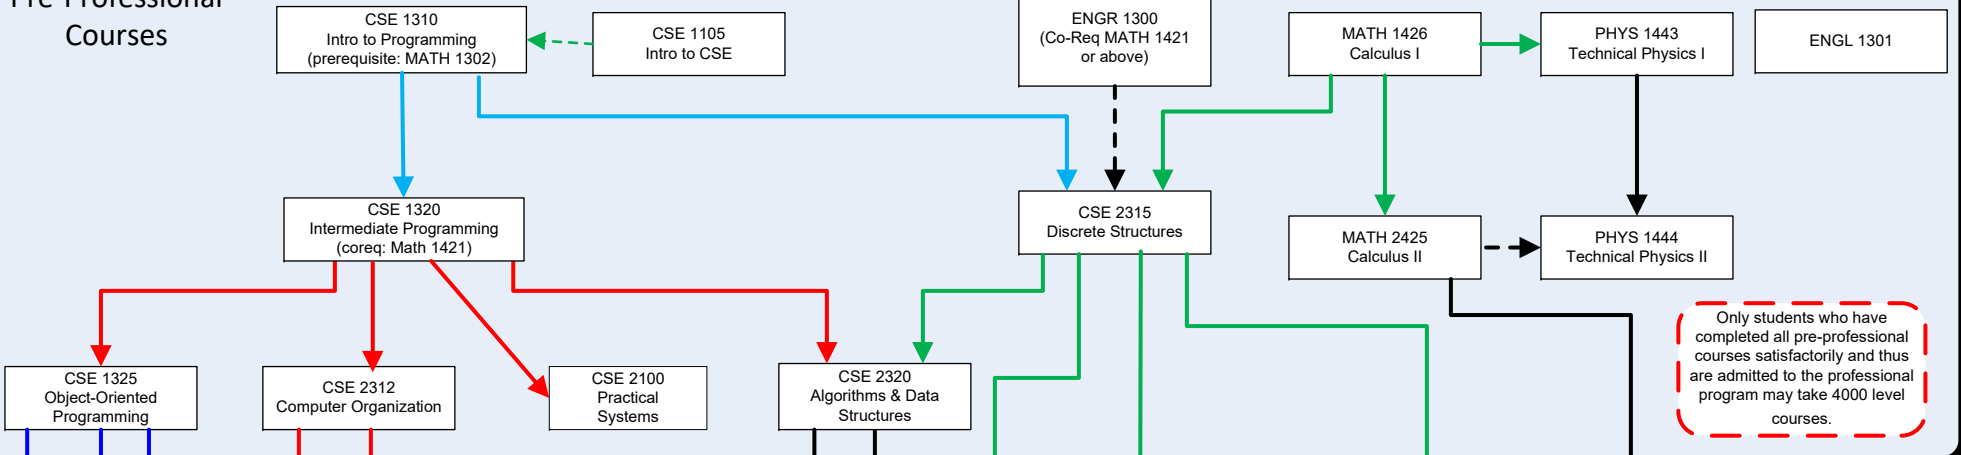 Pre-Professional
Courses
CSE 1310
Intro to Programming
(prerequisite: MATH 1302)
CSE 1105
Intro to CSE
ENGR 1300
(Co-Req MATH 1421
or above)
MATH 1426
Calculus I
PHYS 1443
Technical Physics I
ENGL 1301
CSE 1320
Intermediate Programming
(coreq: Math 1421)
CSE 2315
Discrete Structures
MATH 2425
Calculus II
PHYS 1444
Technical Physics II
Only students who have
completed all pre-professional
courses satisfactorily and thus
are admitted to the professional
program may take 4000 level
courses.
CSE 1325
Object-Oriented
Programming
CSE 2312
Computer Organization
CSE 2100
Practical
Systems
CSE 2320
Algorithms & Data
Structures